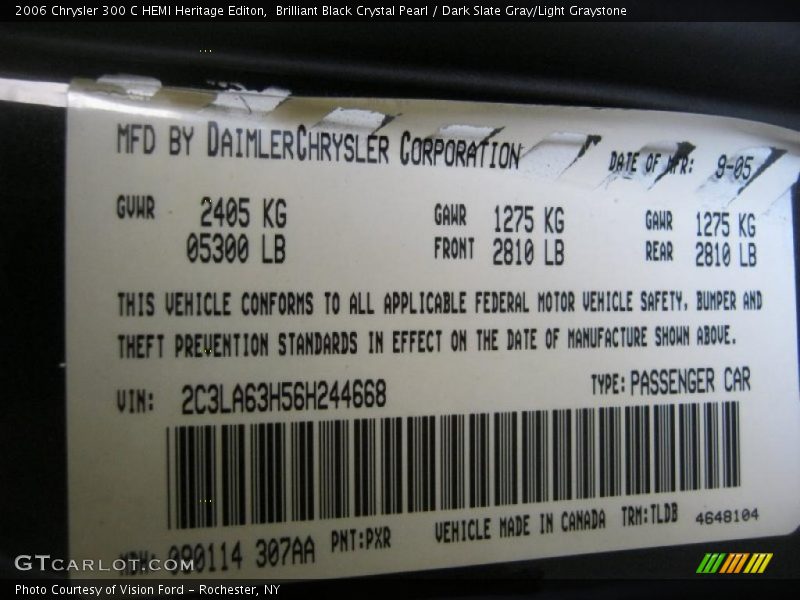 2006 Chrysler 300 C HEMI Heritage Editon,  Brilliant Black Crystal Pearl / Dark Slate Gray/Light Graystone
MFD BY DAIMLERCHRYSLER CORPORATION DATE OF MFR: 9-05
GVWR 2405 KG GAWR 1275 KG GAWR 1275 KG
05300 LB FRONT 2810 LB REAR 2810 LB
THIS VEHICLE CONFORMS TO ALL APPLICABLE FEDERAL MOTOR VEHICLE SAFETY, BUMPER AND
THEFT PREVENTION STANDARDS IN EFFECT ON THE DATE OF MANUFACTURE SHOWN ABOVE.
VIN: 2C3LA63H56H244668 TYPE: PASSENGER CAR
MDH: 090114 307AA PNT:PXR VEHICLE MADE IN CANADA TRM:TLDB 4648104
GTCARLOT.COM
Photo Courtesy of Vision Ford - Rochester, NY